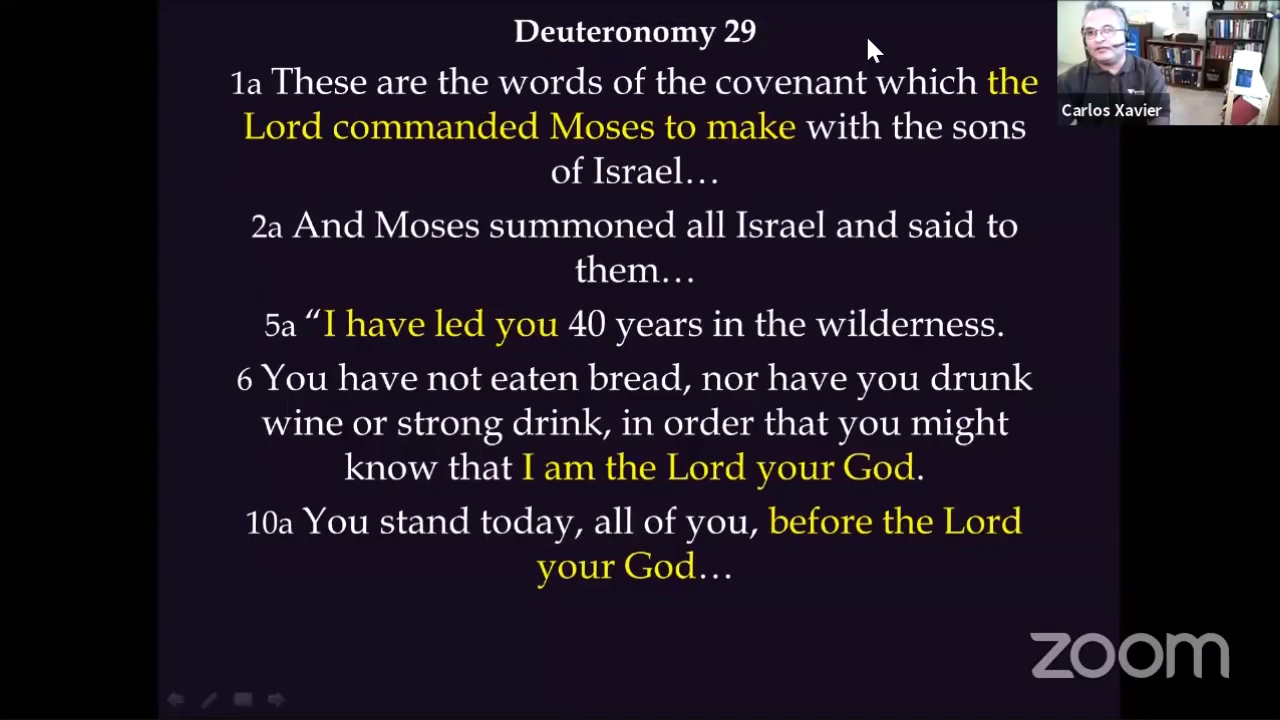 Deuteronomy 29
1a These are the words of the covenant which the
Lord commanded Moses to make with the sons
of Israel…
2a And Moses summoned all Israel and said to
them…
5a “I have led you 40 years in the wilderness.
6 You have not eaten bread, nor have you drunk
wine or strong drink, in order that you might
know that I am the Lord your God.
10a You stand today, all of you, before the Lord
your God…
Carlos Xavier
zoom